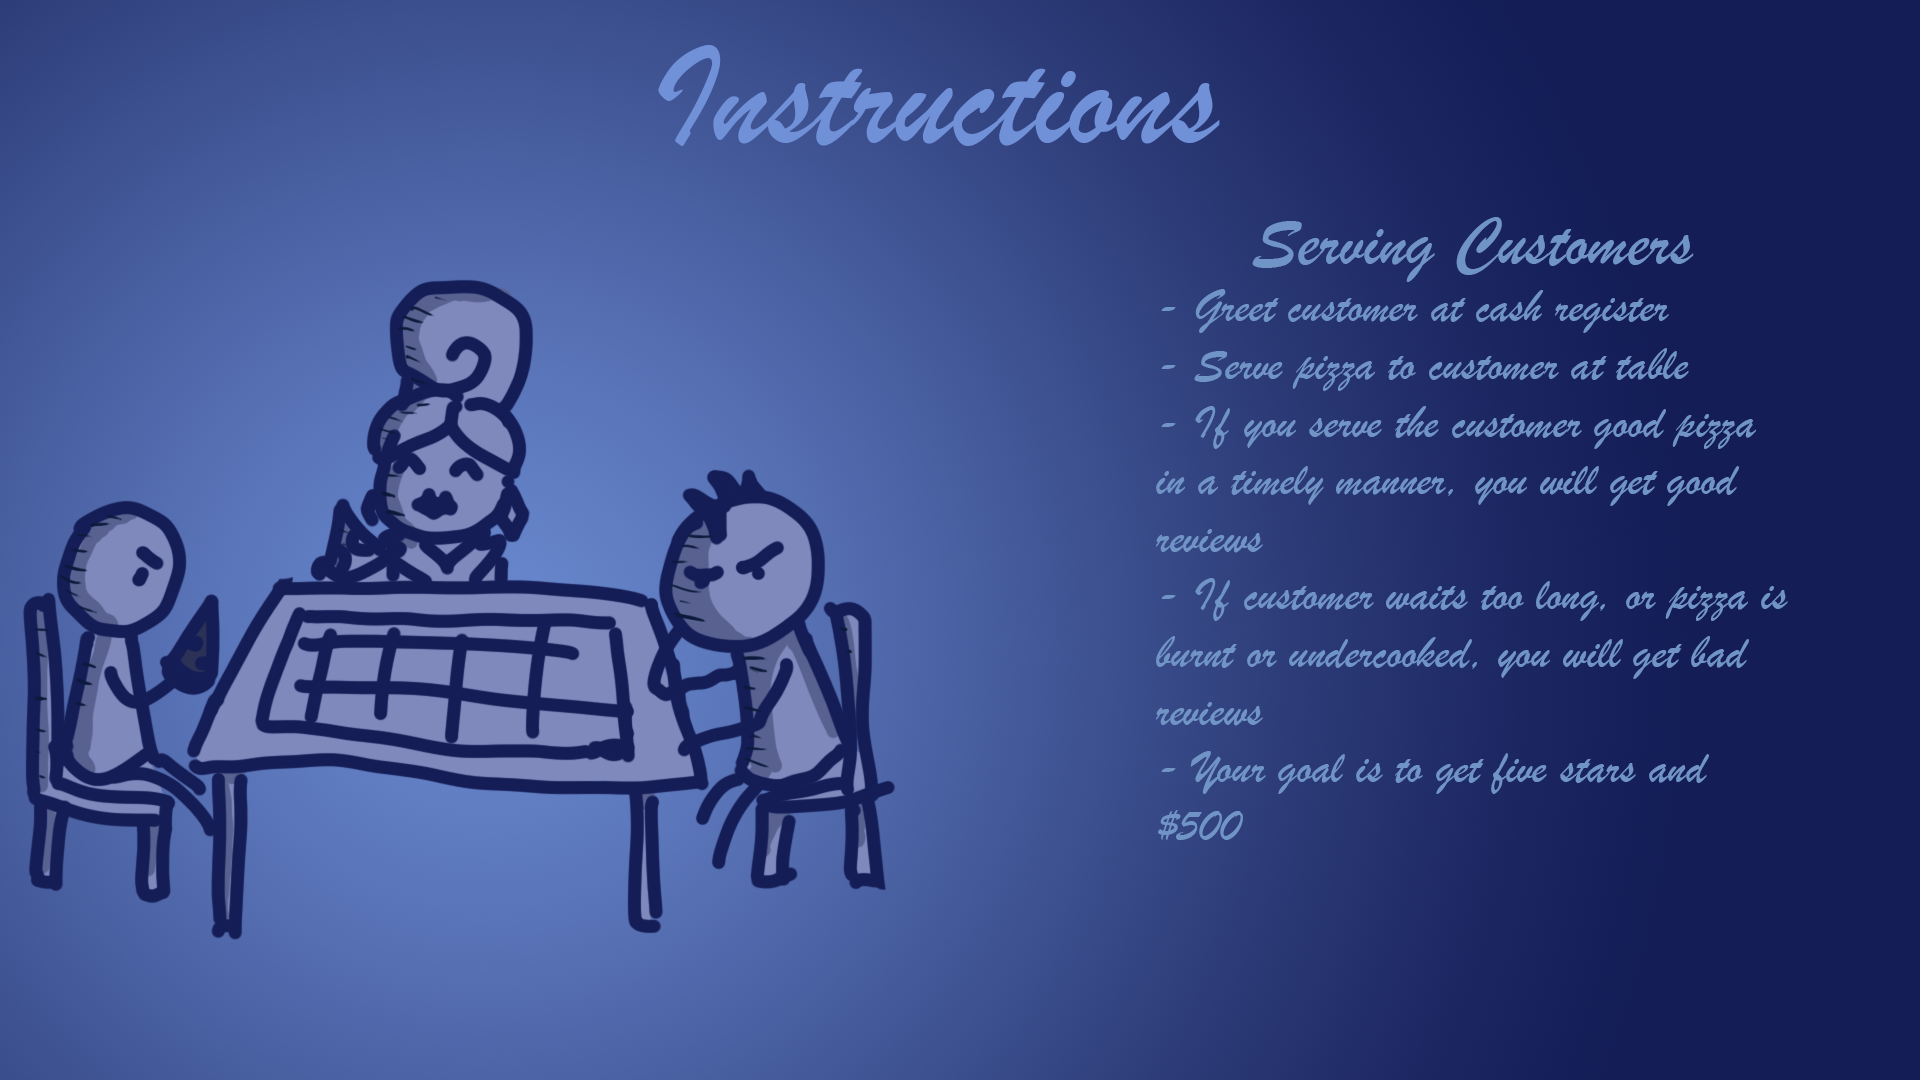 Instructions
Serving Customers
- Greet customer at cash register
- Serve pizza to customer at table
- If you serve the customer good pizza
in a timely manner, you will get good
reviews
- If customer waits too long, or pizza is
burnt or undercooked, you will get bad
reviews
- Your goal is to get five stars and
$500